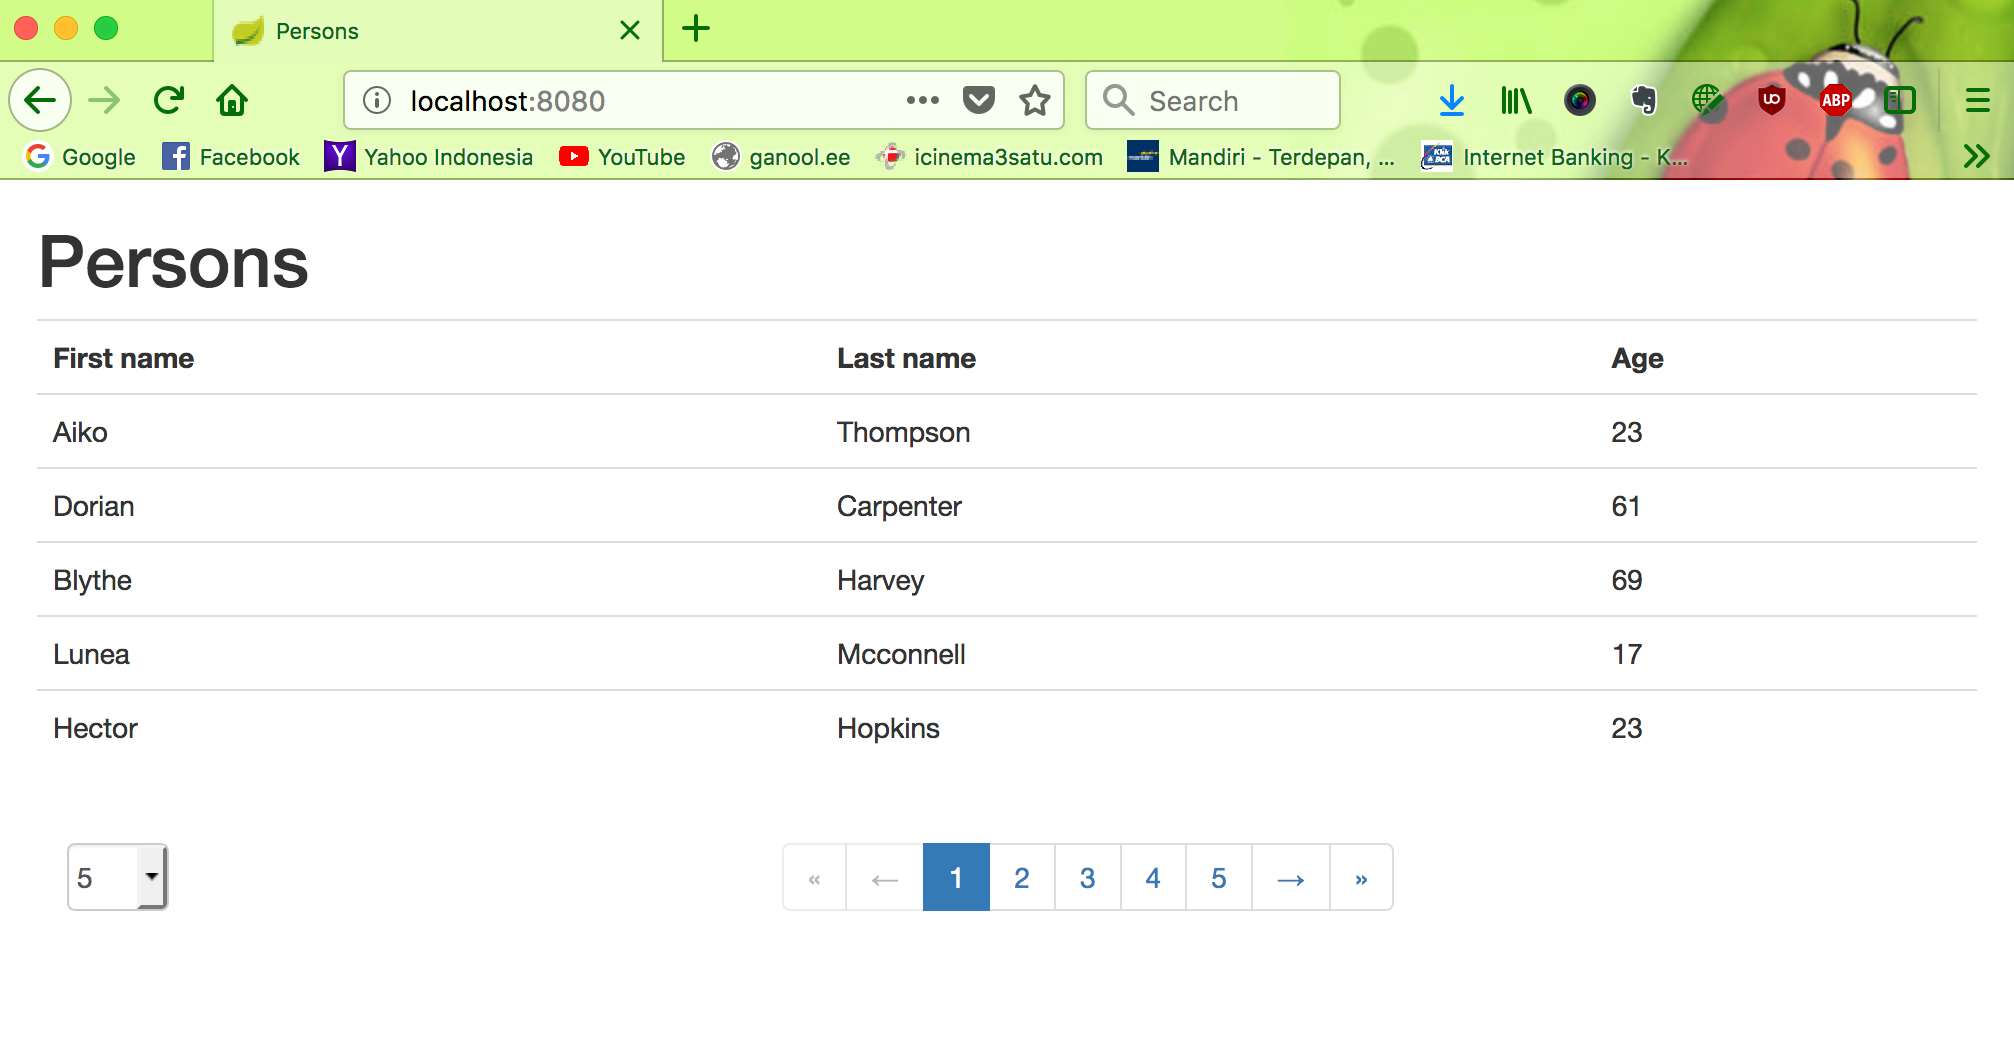 Persons
localhost:8080
Search
ABP
Google Facebook Yahoo Indonesia YouTube ganool.ee icinema3satu.com Mandiri - Terdepan, ... Internet Banking - K...
Persons
First name Last name Age
Aiko Thompson 23
Dorian Carpenter 61
Blythe Harvey 69
Lunea Mcconnell 17
Hector Hopkins 23
5 « ← 1 2 3 4 5 → »